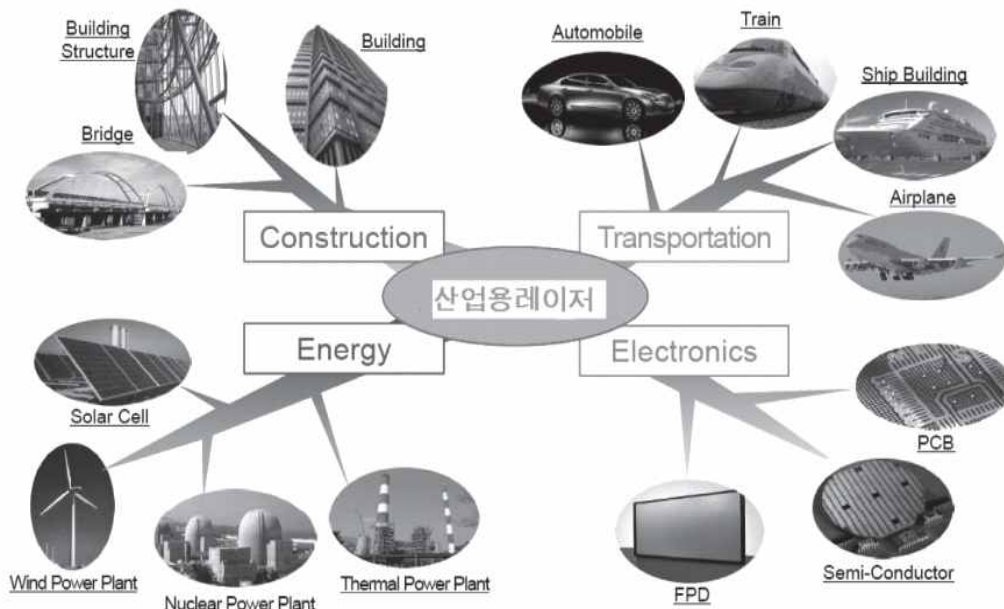 Building
Structure
Building
Bridge
Automobile
Train
Ship Building
Airplane
Construction
Transportation
산업용레이저
Energy
Electronics
Solar Cell
Wind Power Plant
Nuclear Power Plant
Thermal Power Plant
PCB
Semi-Conductor
FPD